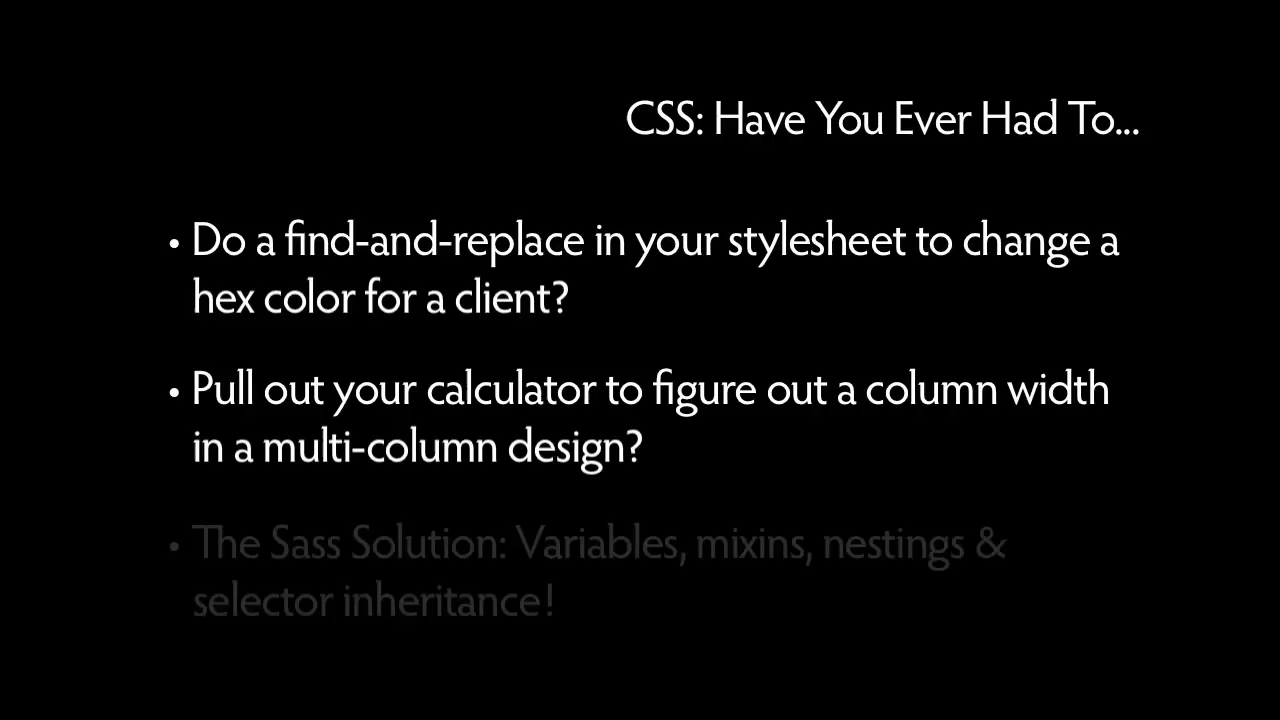 CSS: Have You Ever Had To...
• Do a find-and-replace in your stylesheet to change a
hex color for a client?
• Pull out your calculator to figure out a column width
in a multi-column design?
• The Sass Solution: Variables, mixins, nestings &
selector inheritance!